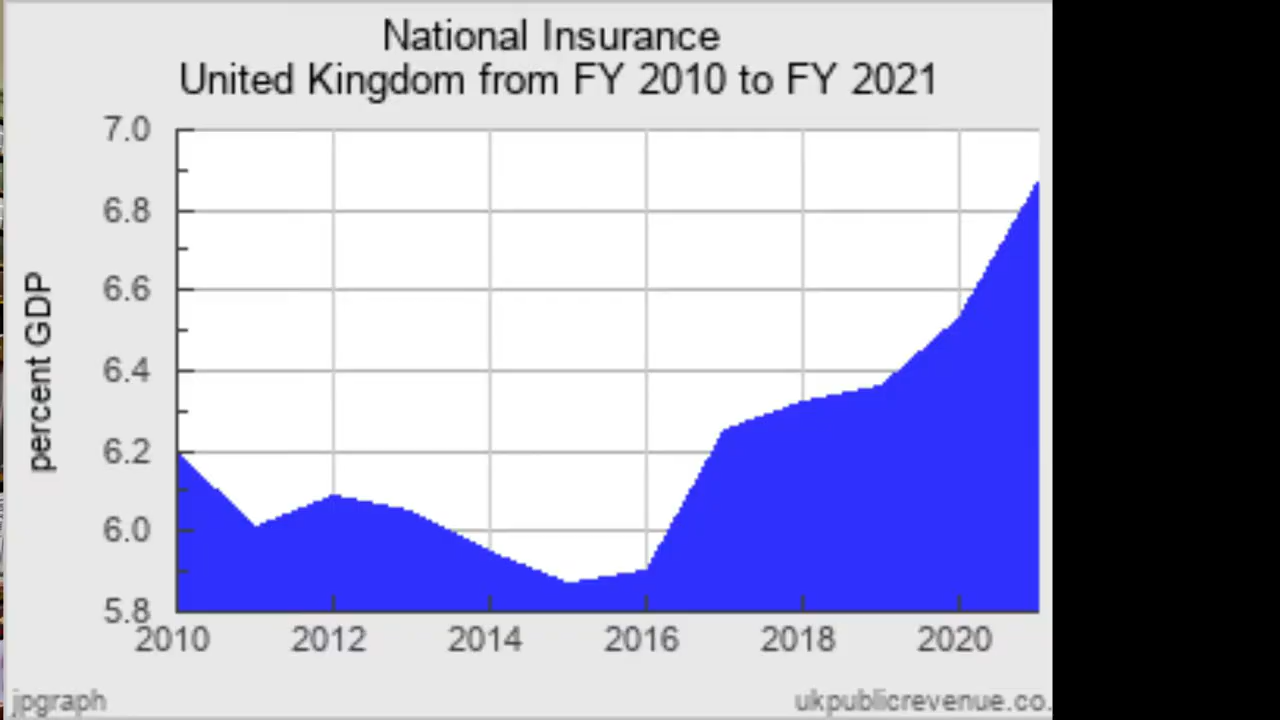 National Insurance
United Kingdom from FY 2010 to FY 2021
percent GDP
7.0
6.8
6.6
6.4
6.2
6.0
5.8
2010 2012 2014 2016 2018 2020
jpgraph ukpublicrevenue.co.